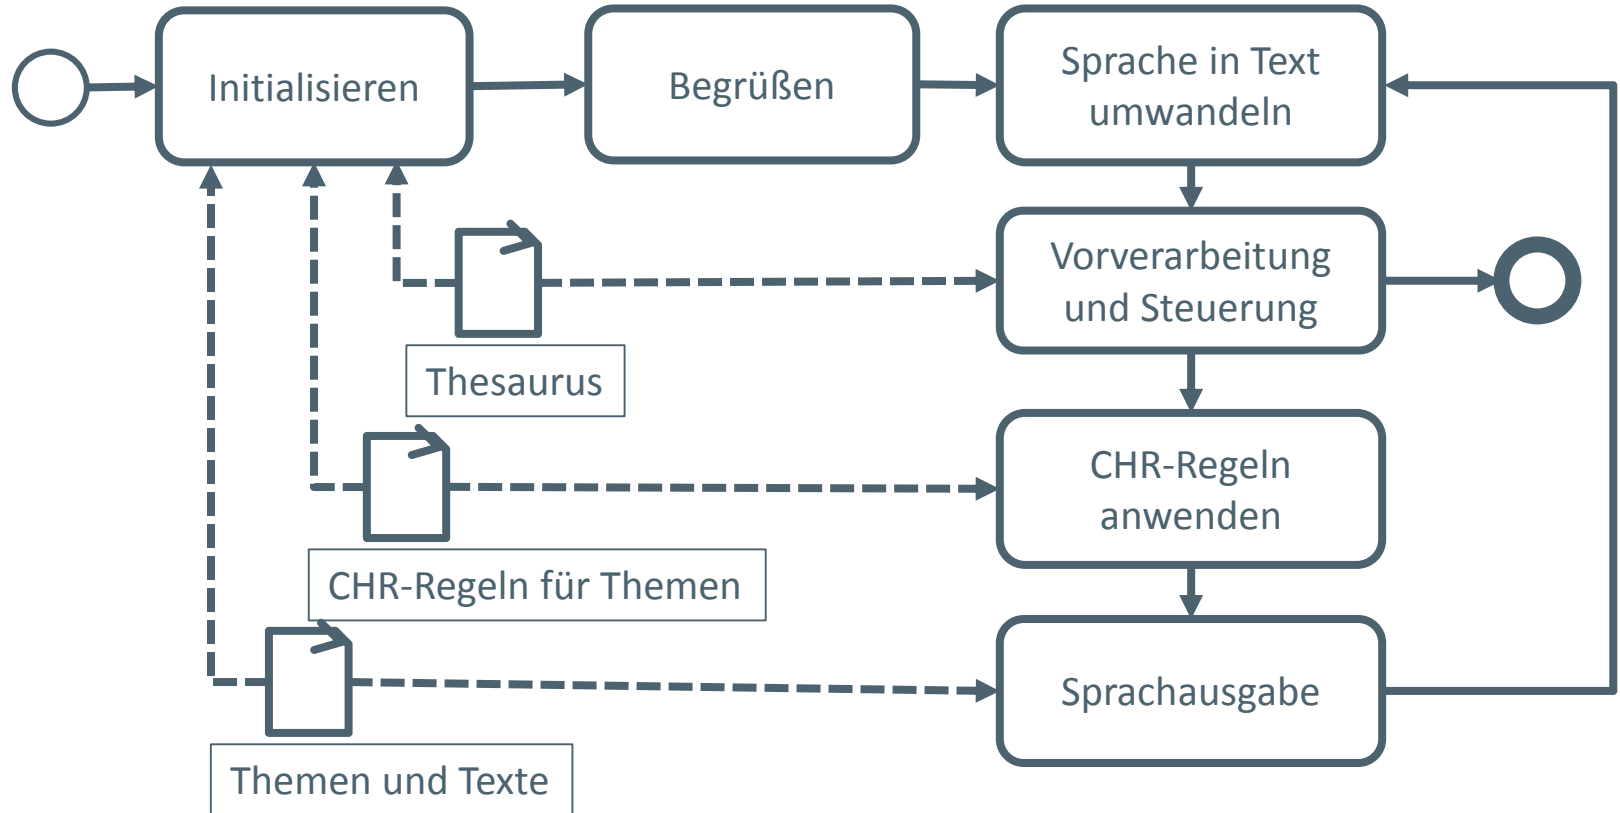 Initialisieren
Begrüßen
Sprache in Text
umwandeln
Vorverarbeitung
und Steuerung
Thesaurus
CHR-Regeln
anwenden
CHR-Regeln für Themen
Sprachausgabe
Themen und Texte